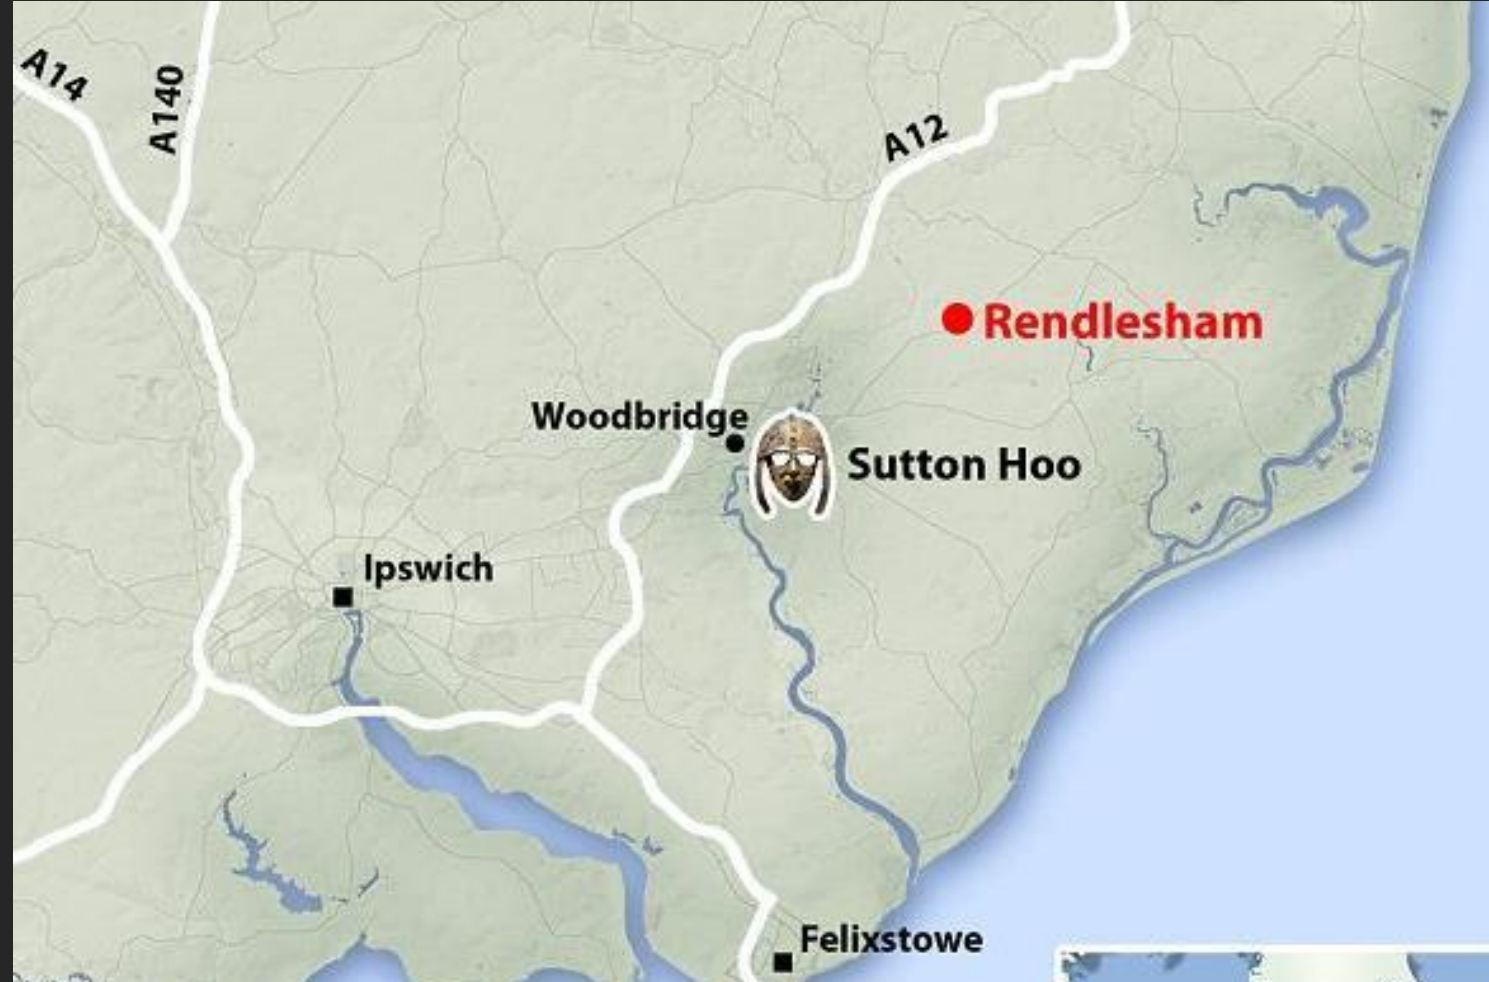 A14
A140
A12
Rendlesham
Woodbridge
Sutton Hoo
Ipswich
Felixstowe